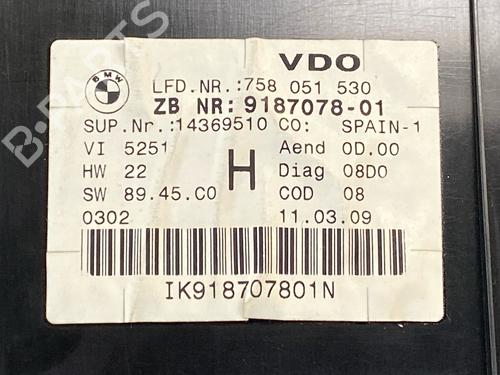 BMW
VDO
LFD.NR.:758 051 530
ZB NR: 9187078-01
SUP.Nr.:14369510 CO: SPAIN-1
VI 5251 Aend 0D.00
HW 22 H Diag 08D0
SW 89.45.C0 COD 08
0302 11.03.09
IK918707801N
B-PARTS